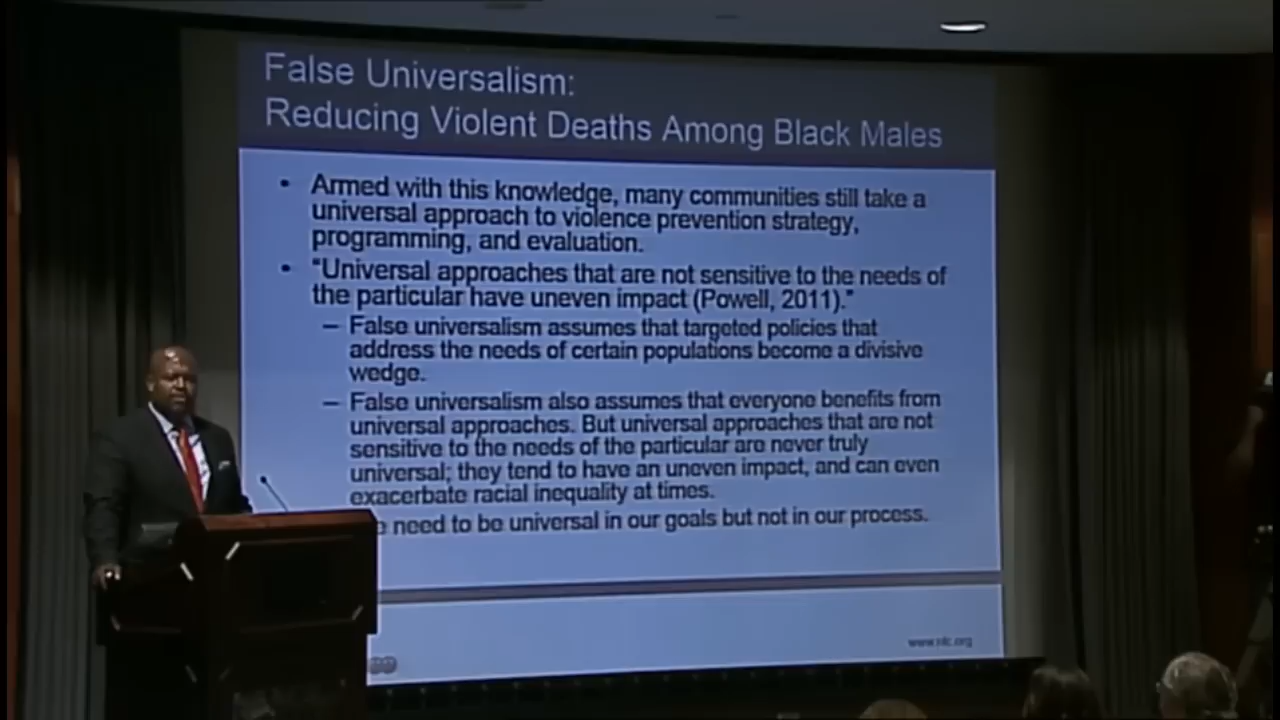 False Universalism:
Reducing Violent Deaths Among Black Males
• Armed with this knowledge, many communities still take a
universal approach to violence prevention strategy,
programming, and evaluation.
• "Universal approaches that are not sensitive to the needs of
the particular have uneven impact (Powell, 2011)."
– False universalism assumes that targeted policies that
address the needs of certain populations become a divisive
wedge.
– False universalism also assumes that everyone benefits from
universal approaches. But universal approaches that are not
sensitive to the needs of the particular are never truly
universal; they tend to have an uneven impact, and can even
exacerbate racial inequality at times.
e need to be universal in our goals but not in our process.
www.nlc.org